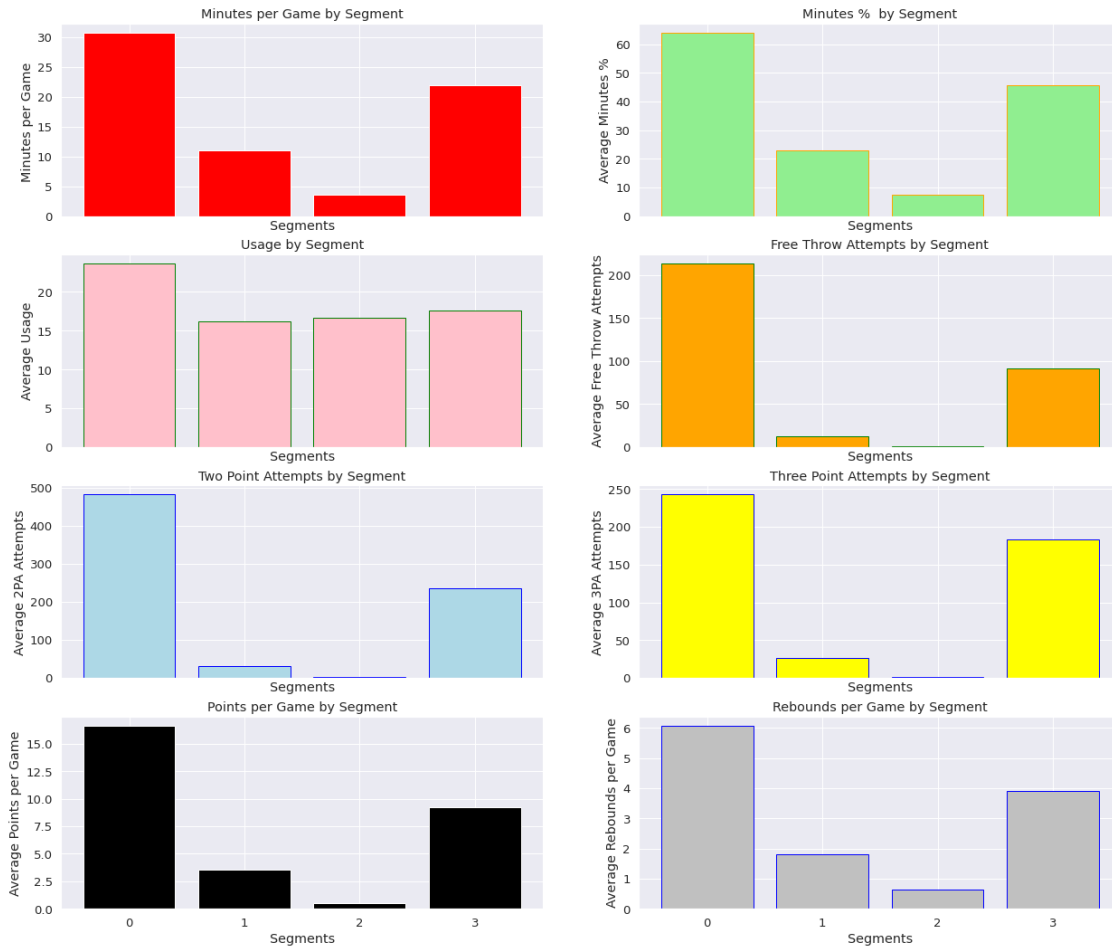 Minutes per Game by Segment
Minutes per Game
30
25
20
15
10
5
0
Segments
Minutes %  by Segment
Average Minutes %
60
50
40
30
20
10
0
Segments
Usage by Segment
Average Usage
20
15
10
5
0
Segments
Free Throw Attempts by Segment
Average Free Throw Attempts
200
150
100
50
0
Segments
Two Point Attempts by Segment
Average 2PA Attempts
500
400
300
200
100
0
Segments
Three Point Attempts by Segment
Average 3PA Attempts
250
200
150
100
50
0
Segments
Points per Game by Segment
Average Points per Game
15.0
12.5
10.0
7.5
5.0
2.5
0.0
0 1 2 3
Segments
Rebounds per Game by Segment
Average Rebounds per Game
6
5
4
3
2
1
0
0 1 2 3
Segments